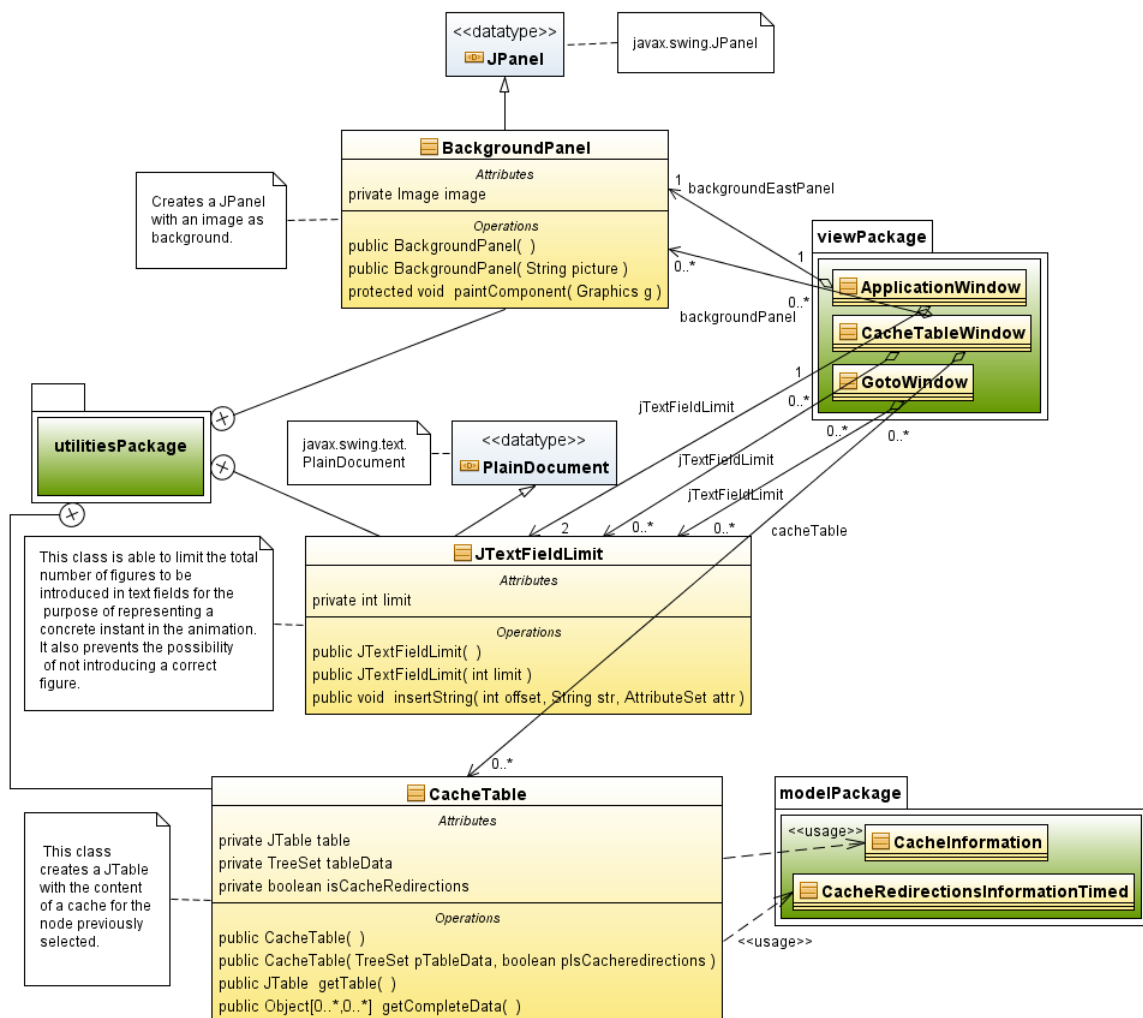 <<datatype>>
JPanel
javax.swing.JPanel
BackgroundPanel
Attributes
private Image image
Operations
public BackgroundPanel( )
public BackgroundPanel( String picture )
protected void paintComponent( Graphics g )
Creates a JPanel
with an image as
background.
1
backgroundEastPanel
0..*
backgroundPanel
viewPackage
1
0..*
ApplicationWindow
CacheTableWindow
GotoWindow
1
jTextFieldLimit
0..*
jTextFieldLimit
0..*
0..*
jTextFieldLimit
cacheTable
utilitiesPackage
javax.swing.text.
PlainDocument
<<datatype>>
PlainDocument
2
0..*
0..*
This class is able to limit the total
number of figures to be
introduced in text fields for the
purpose of representing a
concrete instant in the animation.
It also prevents the possibility
of not introducing a correct
figure.
JTextFieldLimit
Attributes
private int limit
Operations
public JTextFieldLimit( )
public JTextFieldLimit( int limit )
public void insertString( int offset, String str, AttributeSet attr )
0..*
CacheTable
Attributes
private JTable table
private TreeSet tableData
private boolean isCacheRedirections
Operations
public CacheTable( )
public CacheTable( TreeSet pTableData, boolean pIsCacheredirections )
public JTable getTable( )
public Object[0..*,0..*] getCompleteData( )
This class
creates a JTable
with the content
of a cache for the
node previously
selected.
modelPackage
<<usage>>
CacheInformation
CacheRedirectionsInformationTimed
<<usage>>